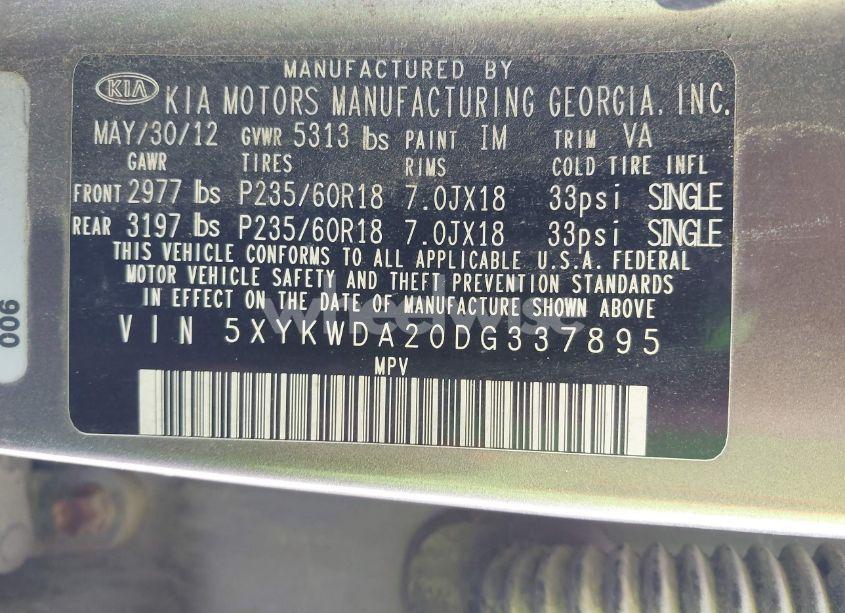 MANUFACTURED BY
KIA KIA MOTORS MANUFACTURING GEORGIA, INC.
MAY/30/12 GVWR 5313 lbs PAINT IM TRIM VA
GAWR TIRES RIMS COLD TIRE INFL
FRONT 2977 lbs P235/60R18 7.0JX18 33psi SINGLE
REAR 3197 lbs P235/60R18 7.0JX18 33psi SINGLE
THIS VEHICLE CONFORMS TO ALL APPLICABLE U.S.A. FEDERAL
MOTOR VEHICLE SAFETY AND THEFT PREVENTION STANDARDS
IN EFFECT ON THE DATE OF MANUFACTURE SHOWN ABOVE
wheelwise
VIN 5XYKWDA20DG337895
MPV
006